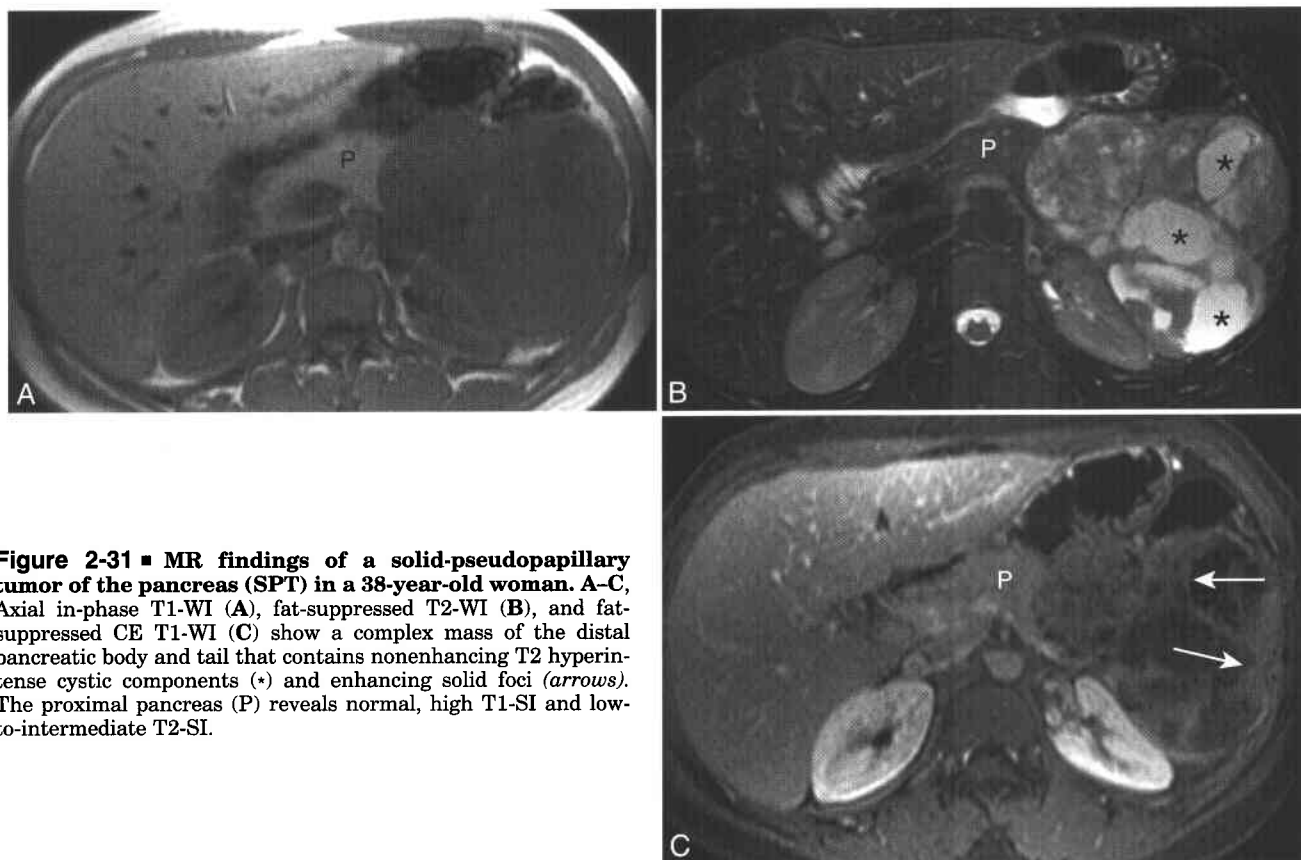 P
A
P
*
*
*
B
P
C
Figure 2-31 ▪ MR findings of a solid-pseudopapillary
tumor of the pancreas (SPT) in a 38-year-old woman. A–C,
Axial in-phase T1-WI (A), fat-suppressed T2-WI (B), and fat-
suppressed CE T1-WI (C) show a complex mass of the distal
pancreatic body and tail that contains nonenhancing T2 hyperin-
tense cystic components (*) and enhancing solid foci (arrows).
The proximal pancreas (P) reveals normal, high T1-SI and low-
to-intermediate T2-SI.